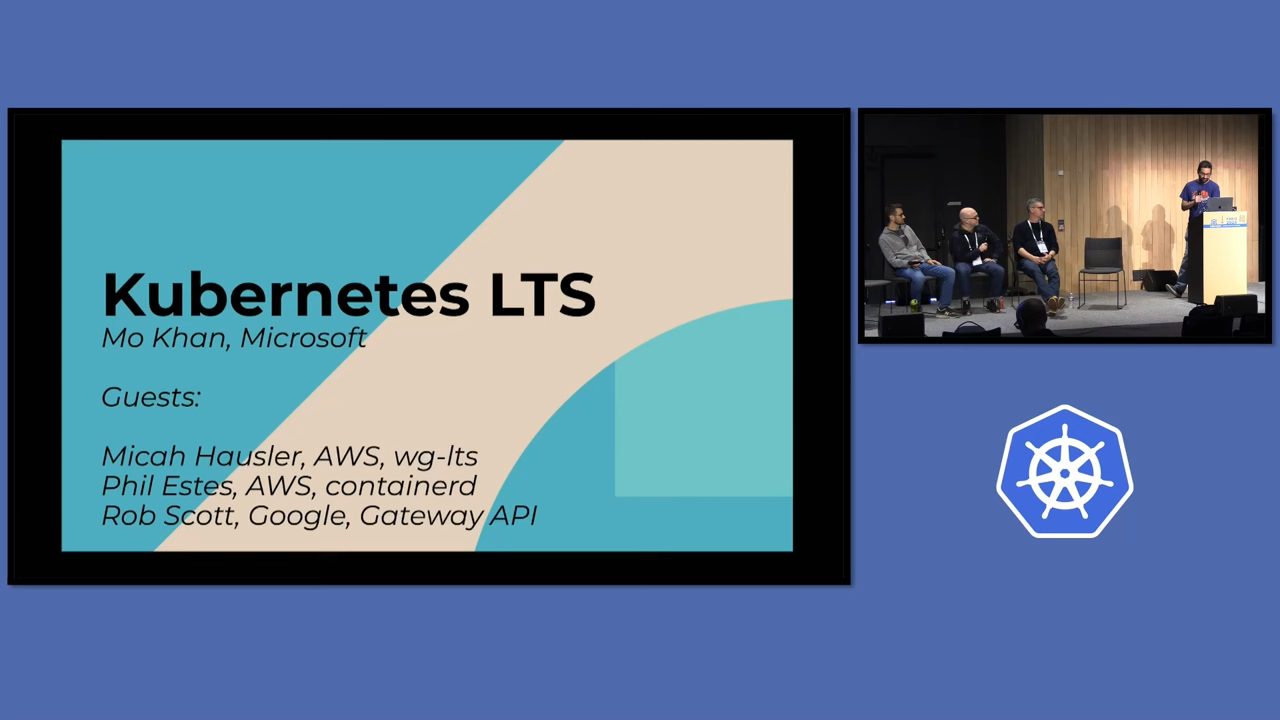 Kubernetes LTS
Mo Khan, Microsoft
Guests:
Micah Hausler, AWS, wg-lts
Phil Estes, AWS, containerd
Rob Scott, Google, Gateway API